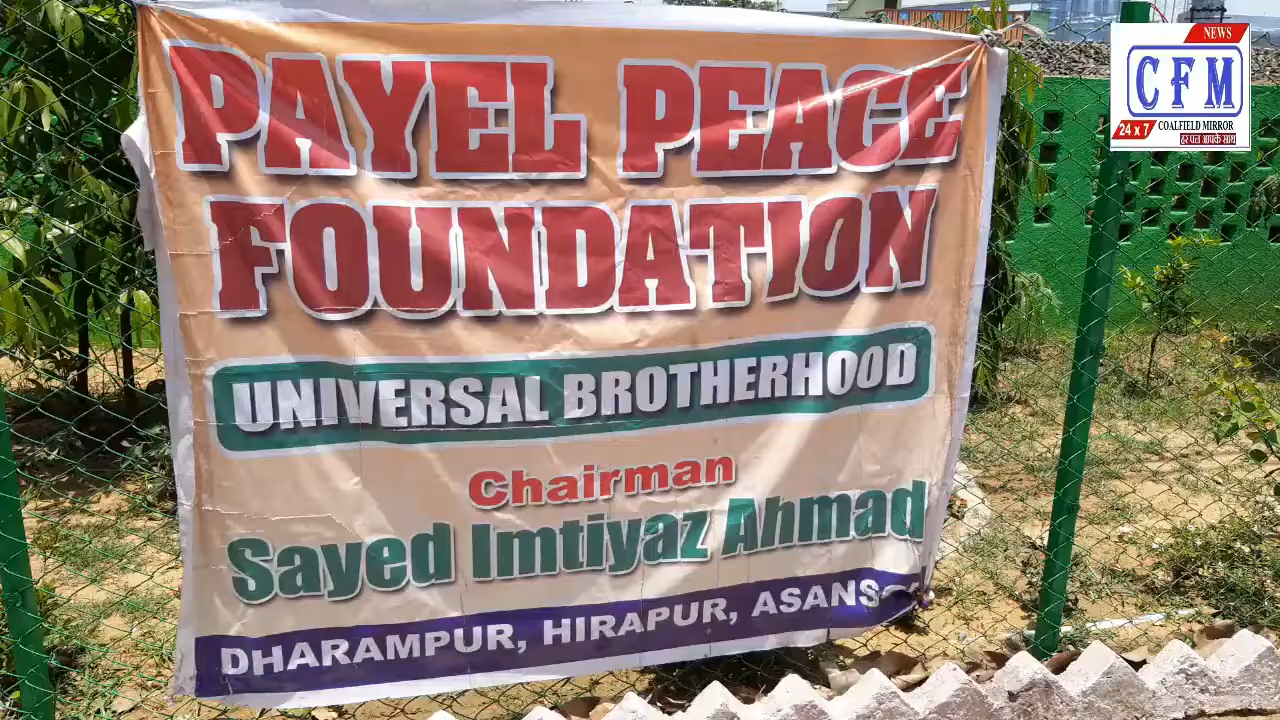 PAYEL PEACE
FOUNDATION
UNIVERSAL BROTHERHOOD
Chairman
Sayed Imtiyaz Ahmad
DHARAMPUR, HIRAPUR,
NEWS
CFM
24 x 7
COALFIELD MIRROR
हर पल आपके साथ